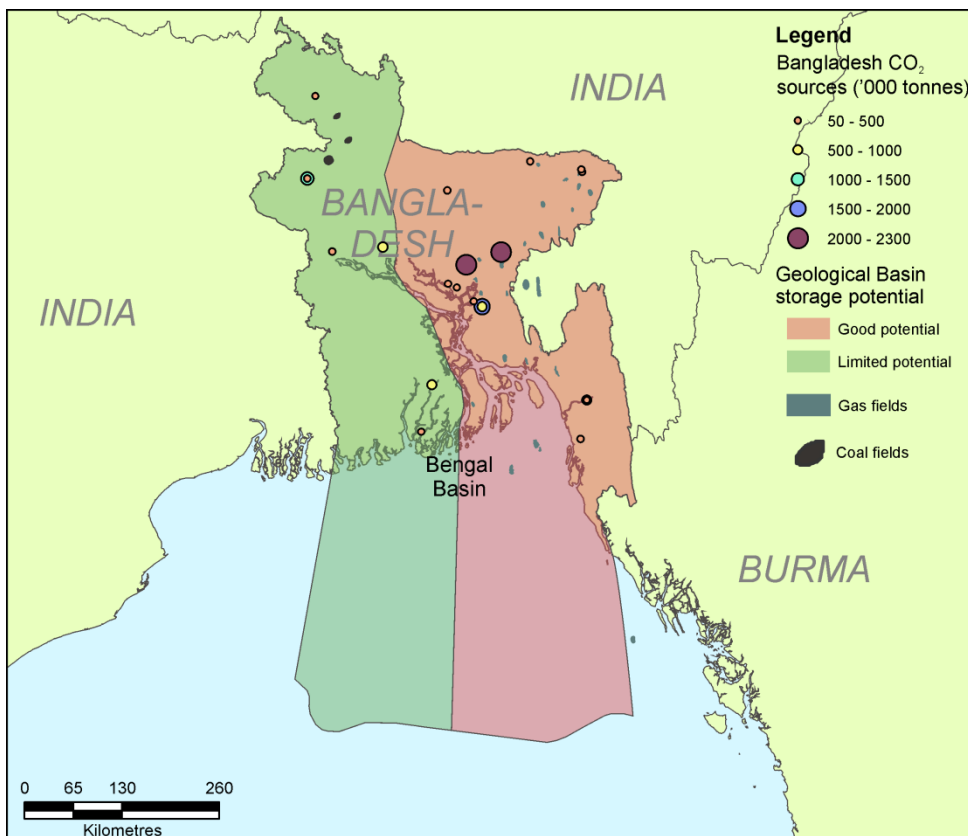 INDIA
Legend
Bangladesh CO₂
sources ('000 tonnes)
50 - 500
500 - 1000
1000 - 1500
1500 - 2000
2000 - 2300
BANGLA-
DESH
Geological Basin
storage potential
INDIA
Good potential
Limited potential
Gas fields
Coal fields
Bengal
Basin
BURMA
0 65 130 260
Kilometres